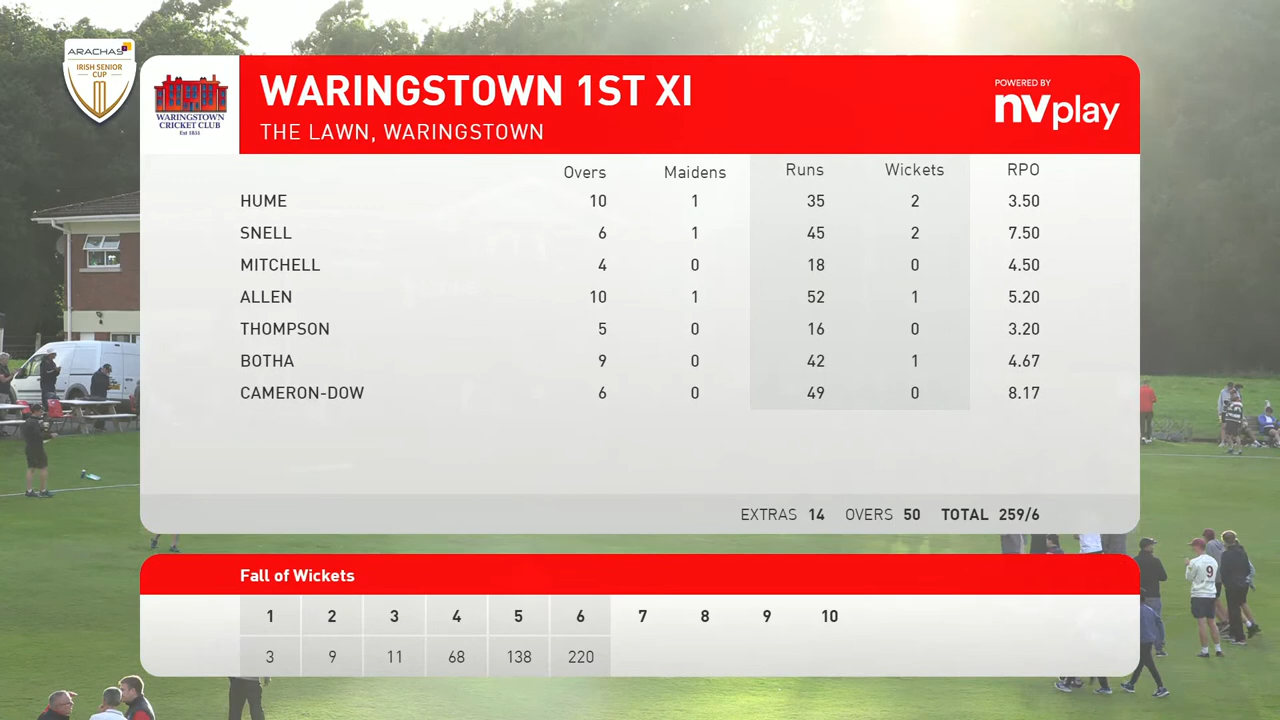 ARACHAS
IRISH SENIOR
CUP
WARINGSTOWN
CRICKET CLUB
Est 1851
WARINGSTOWN 1ST XI
THE LAWN, WARINGSTOWN
POWERED BY
nvplay
Overs Maidens Runs Wickets RPO
HUME 10 1 35 2 3.50
SNELL 6 1 45 2 7.50
MITCHELL 4 0 18 0 4.50
ALLEN 10 1 52 1 5.20
THOMPSON 5 0 16 0 3.20
BOTHA 9 0 42 1 4.67
CAMERON-DOW 6 0 49 0 8.17
EXTRAS 14 OVERS 50 TOTAL 259/6
Fall of Wickets
1 2 3 4 5 6 7 8 9 10
3 9 11 68 138 220
9